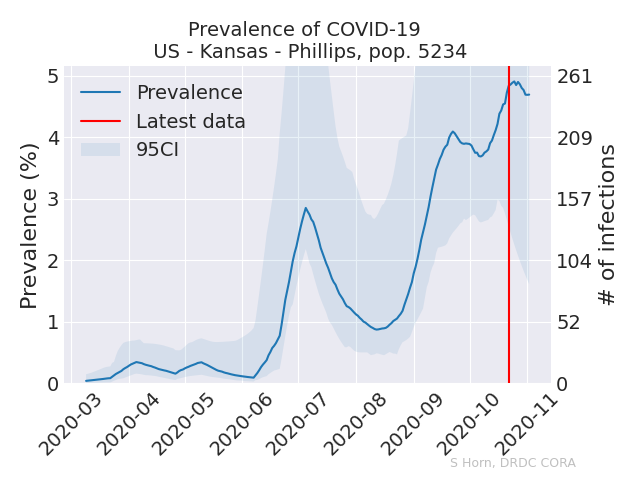 Prevalence of COVID-19
US - Kansas - Phillips, pop. 5234
Prevalence
Latest data
95CI
Prevalence (%)
5
4
3
2
1
0
261
209
157
104
52
0
# of infections
2020-03
2020-04
2020-05
2020-06
2020-07
2020-08
2020-09
2020-10
2020-11
S Horn, DRDC CORA